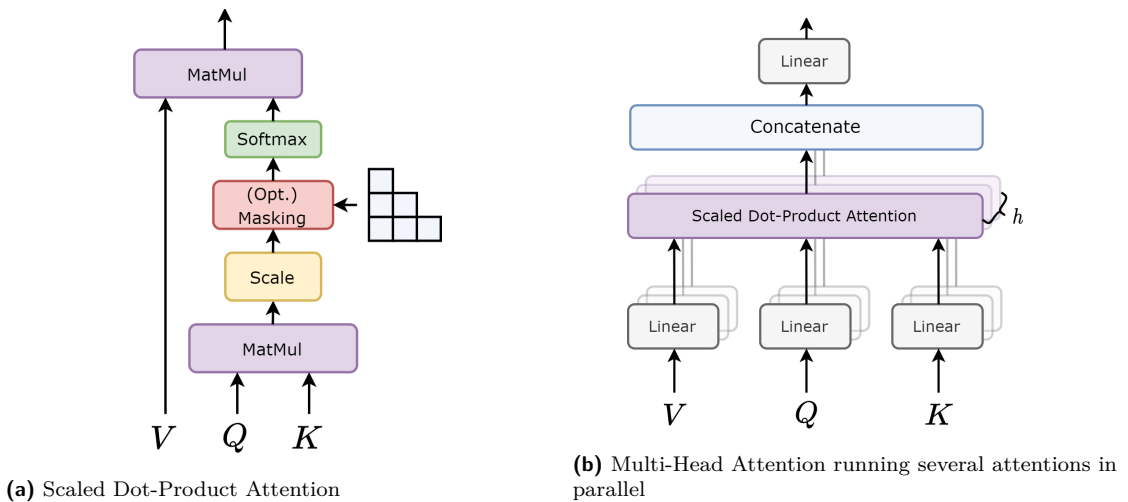 MatMul
Softmax
(Opt.)
Masking
Scale
MatMul
V Q K
(a) Scaled Dot-Product Attention
Linear
Concatenate
Scaled Dot-Product Attention
h
Linear Linear Linear
V Q K
(b) Multi-Head Attention running several attentions in
parallel